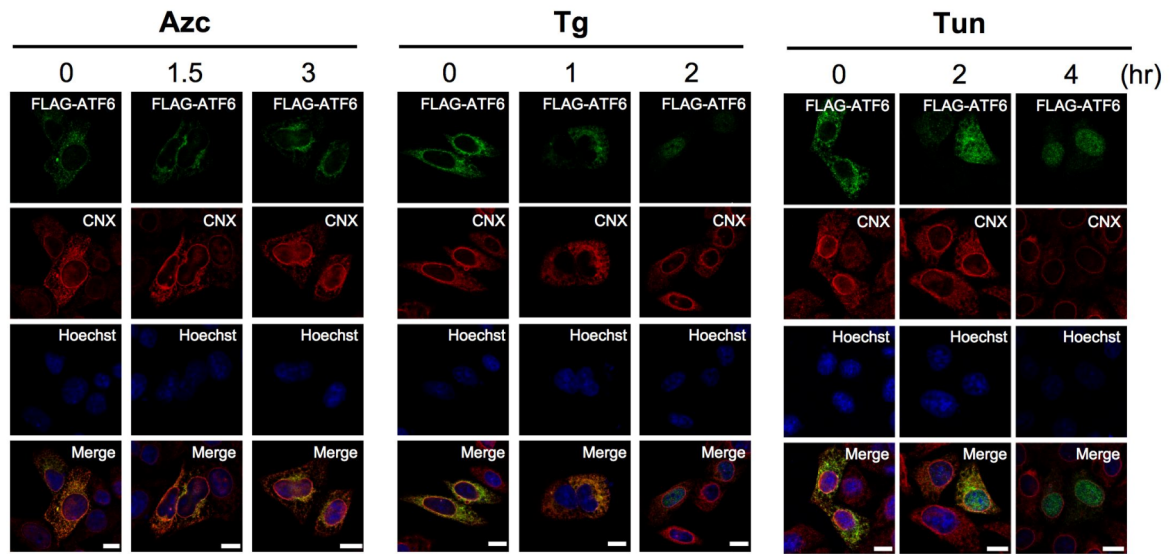 Azc Tg Tun
0 1.5 3 0 1 2 0 2 4 (hr)
FLAG-ATF6 FLAG-ATF6 FLAG-ATF6 FLAG-ATF6 FLAG-ATF6 FLAG-ATF6 FLAG-ATF6 FLAG-ATF6 FLAG-ATF6
CNX CNX CNX CNX CNX CNX CNX CNX CNX
Hoechst Hoechst Hoechst Hoechst Hoechst Hoechst Hoechst Hoechst Hoechst
Merge Merge Merge Merge Merge Merge Merge Merge Merge